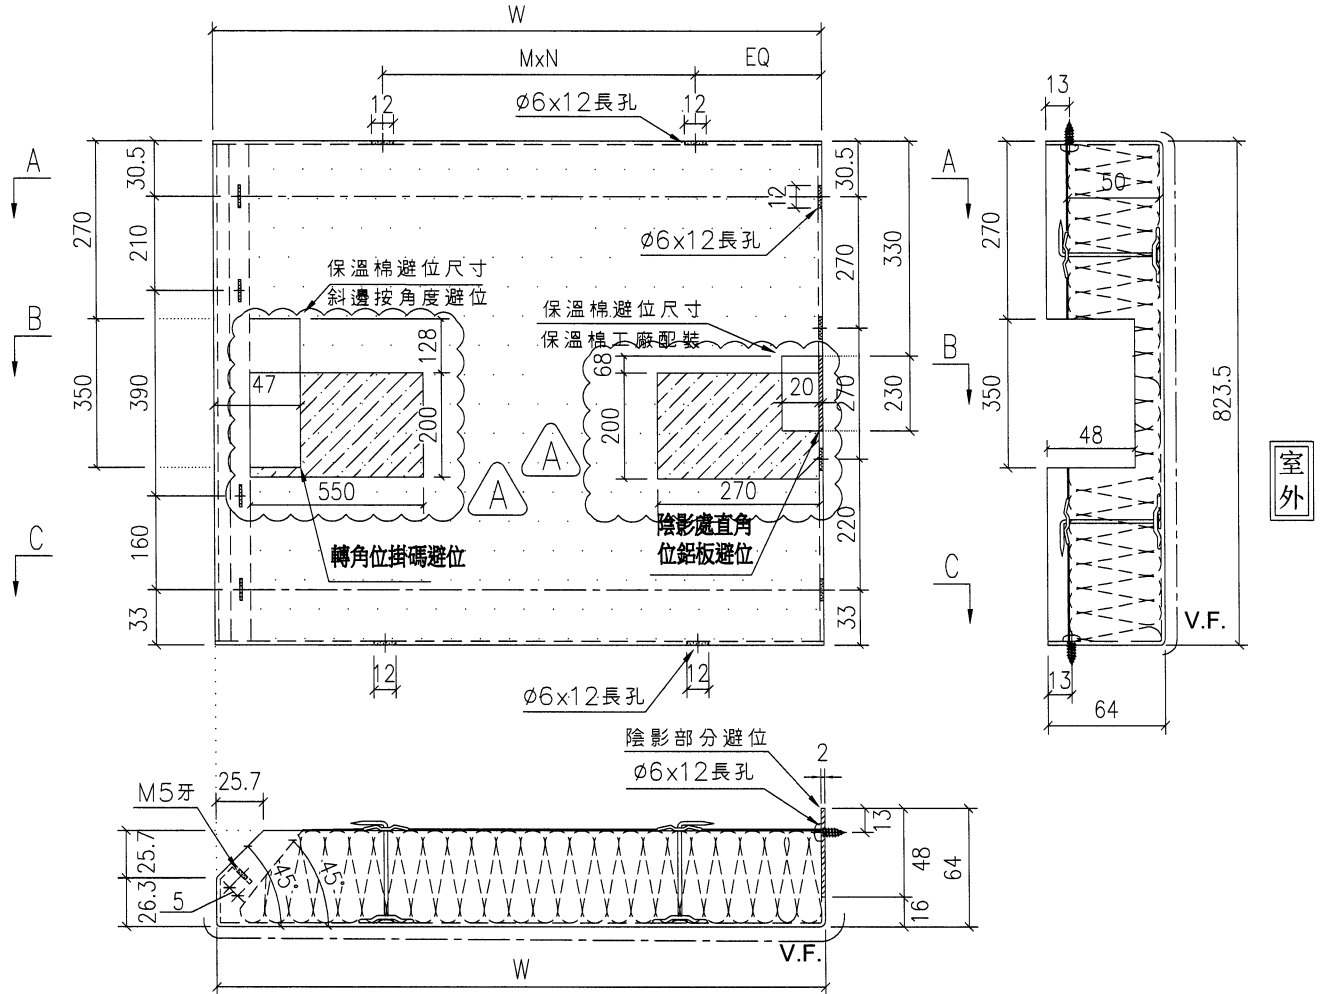 W
MxN
EQ
12
Ø6x12長孔
12
13
A
30.5
270
210
12
Ø6x12長孔
30.5
270
330
A
270
50
保溫棉避位尺寸
斜邊按角度避位
保溫棉避位尺寸
保溫棉工廠配裝
B
350
390
47
128
200
550
68
200
20
270
270
230
B
350
48
823.5
室外
A
A
C
160
33
轉角位掛碼避位
陰影處直角
位鋁板避位
220
33
C
V.F.
12
12
Ø6x12長孔
13
64
陰影部分避位
Ø6x12長孔
2
25.7
M5牙
25.7
26.3
5
45°
45°
13
48
64
16
V.F.
W